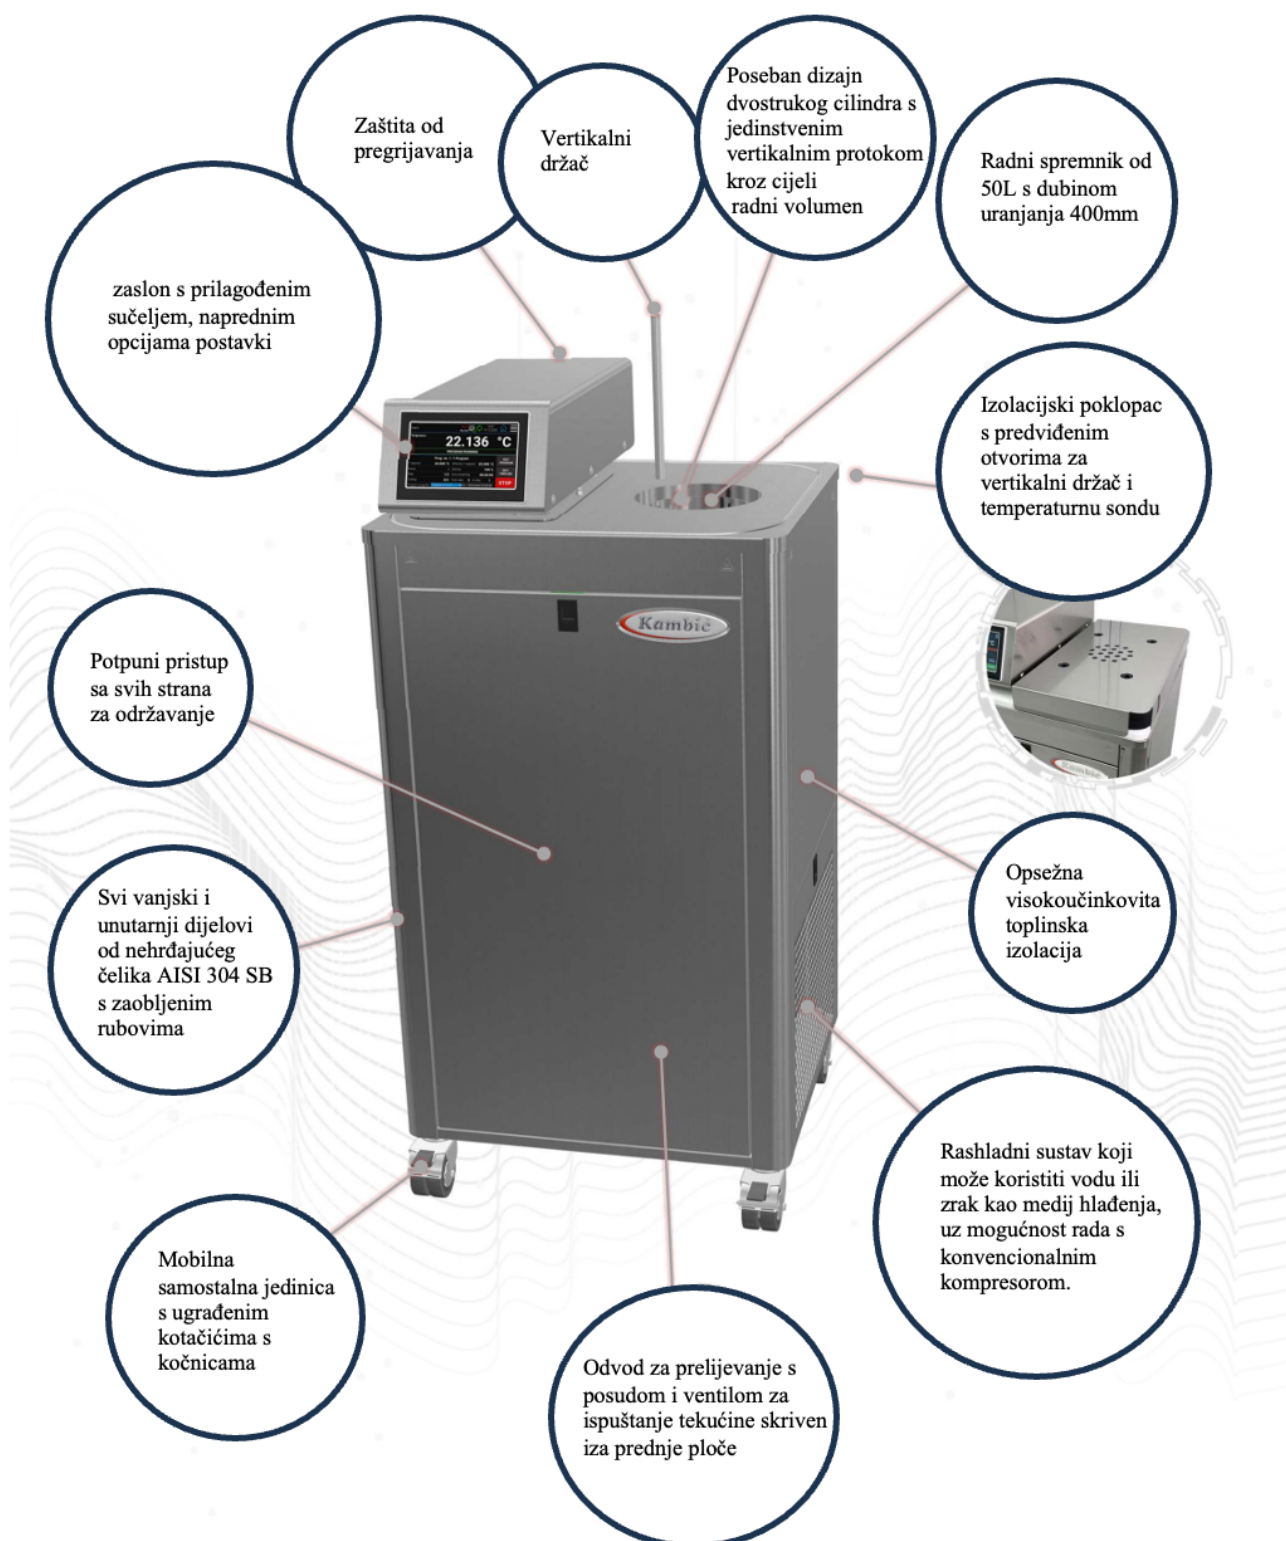 Zaštita od
pregrijavanja
Vertikalni
držač
Poseban dizajn
dvostrukog cilindra s
jedinstvenim
vertikalnim protokom
kroz cijeli
radni volumen
Radni spremnik od
50L s dubinom
uranjanja 400mm
zaslon s prilagođenim
sučeljem, naprednim
opcijama postavki
Izolacijski poklopac
s predviđenim
otvorima za
vertikalni držač i
temperaturnu sondu
22.136 °C
STOP
Kambič
Potpuni pristup
sa svih strana
za održavanje
Kambič
Svi vanjski i
unutarnji dijelovi
od nehrđajućeg
čelika AISI 304 SB
s zaobljenim
rubovima
Opsežna
visokoučinkovita
toplinska
izolacija
Rashladni sustav koji
može koristiti vodu ili
zrak kao medij hlađenja,
uz mogućnost rada s
konvencionalnim
kompresorom.
Mobilna
samostalna jedinica
s ugrađenim
kotačićima s
kočnicama
Odvod za prelijevanje s
posudom i ventilom za
ispuštanje tekućine skriven
iza prednje ploče